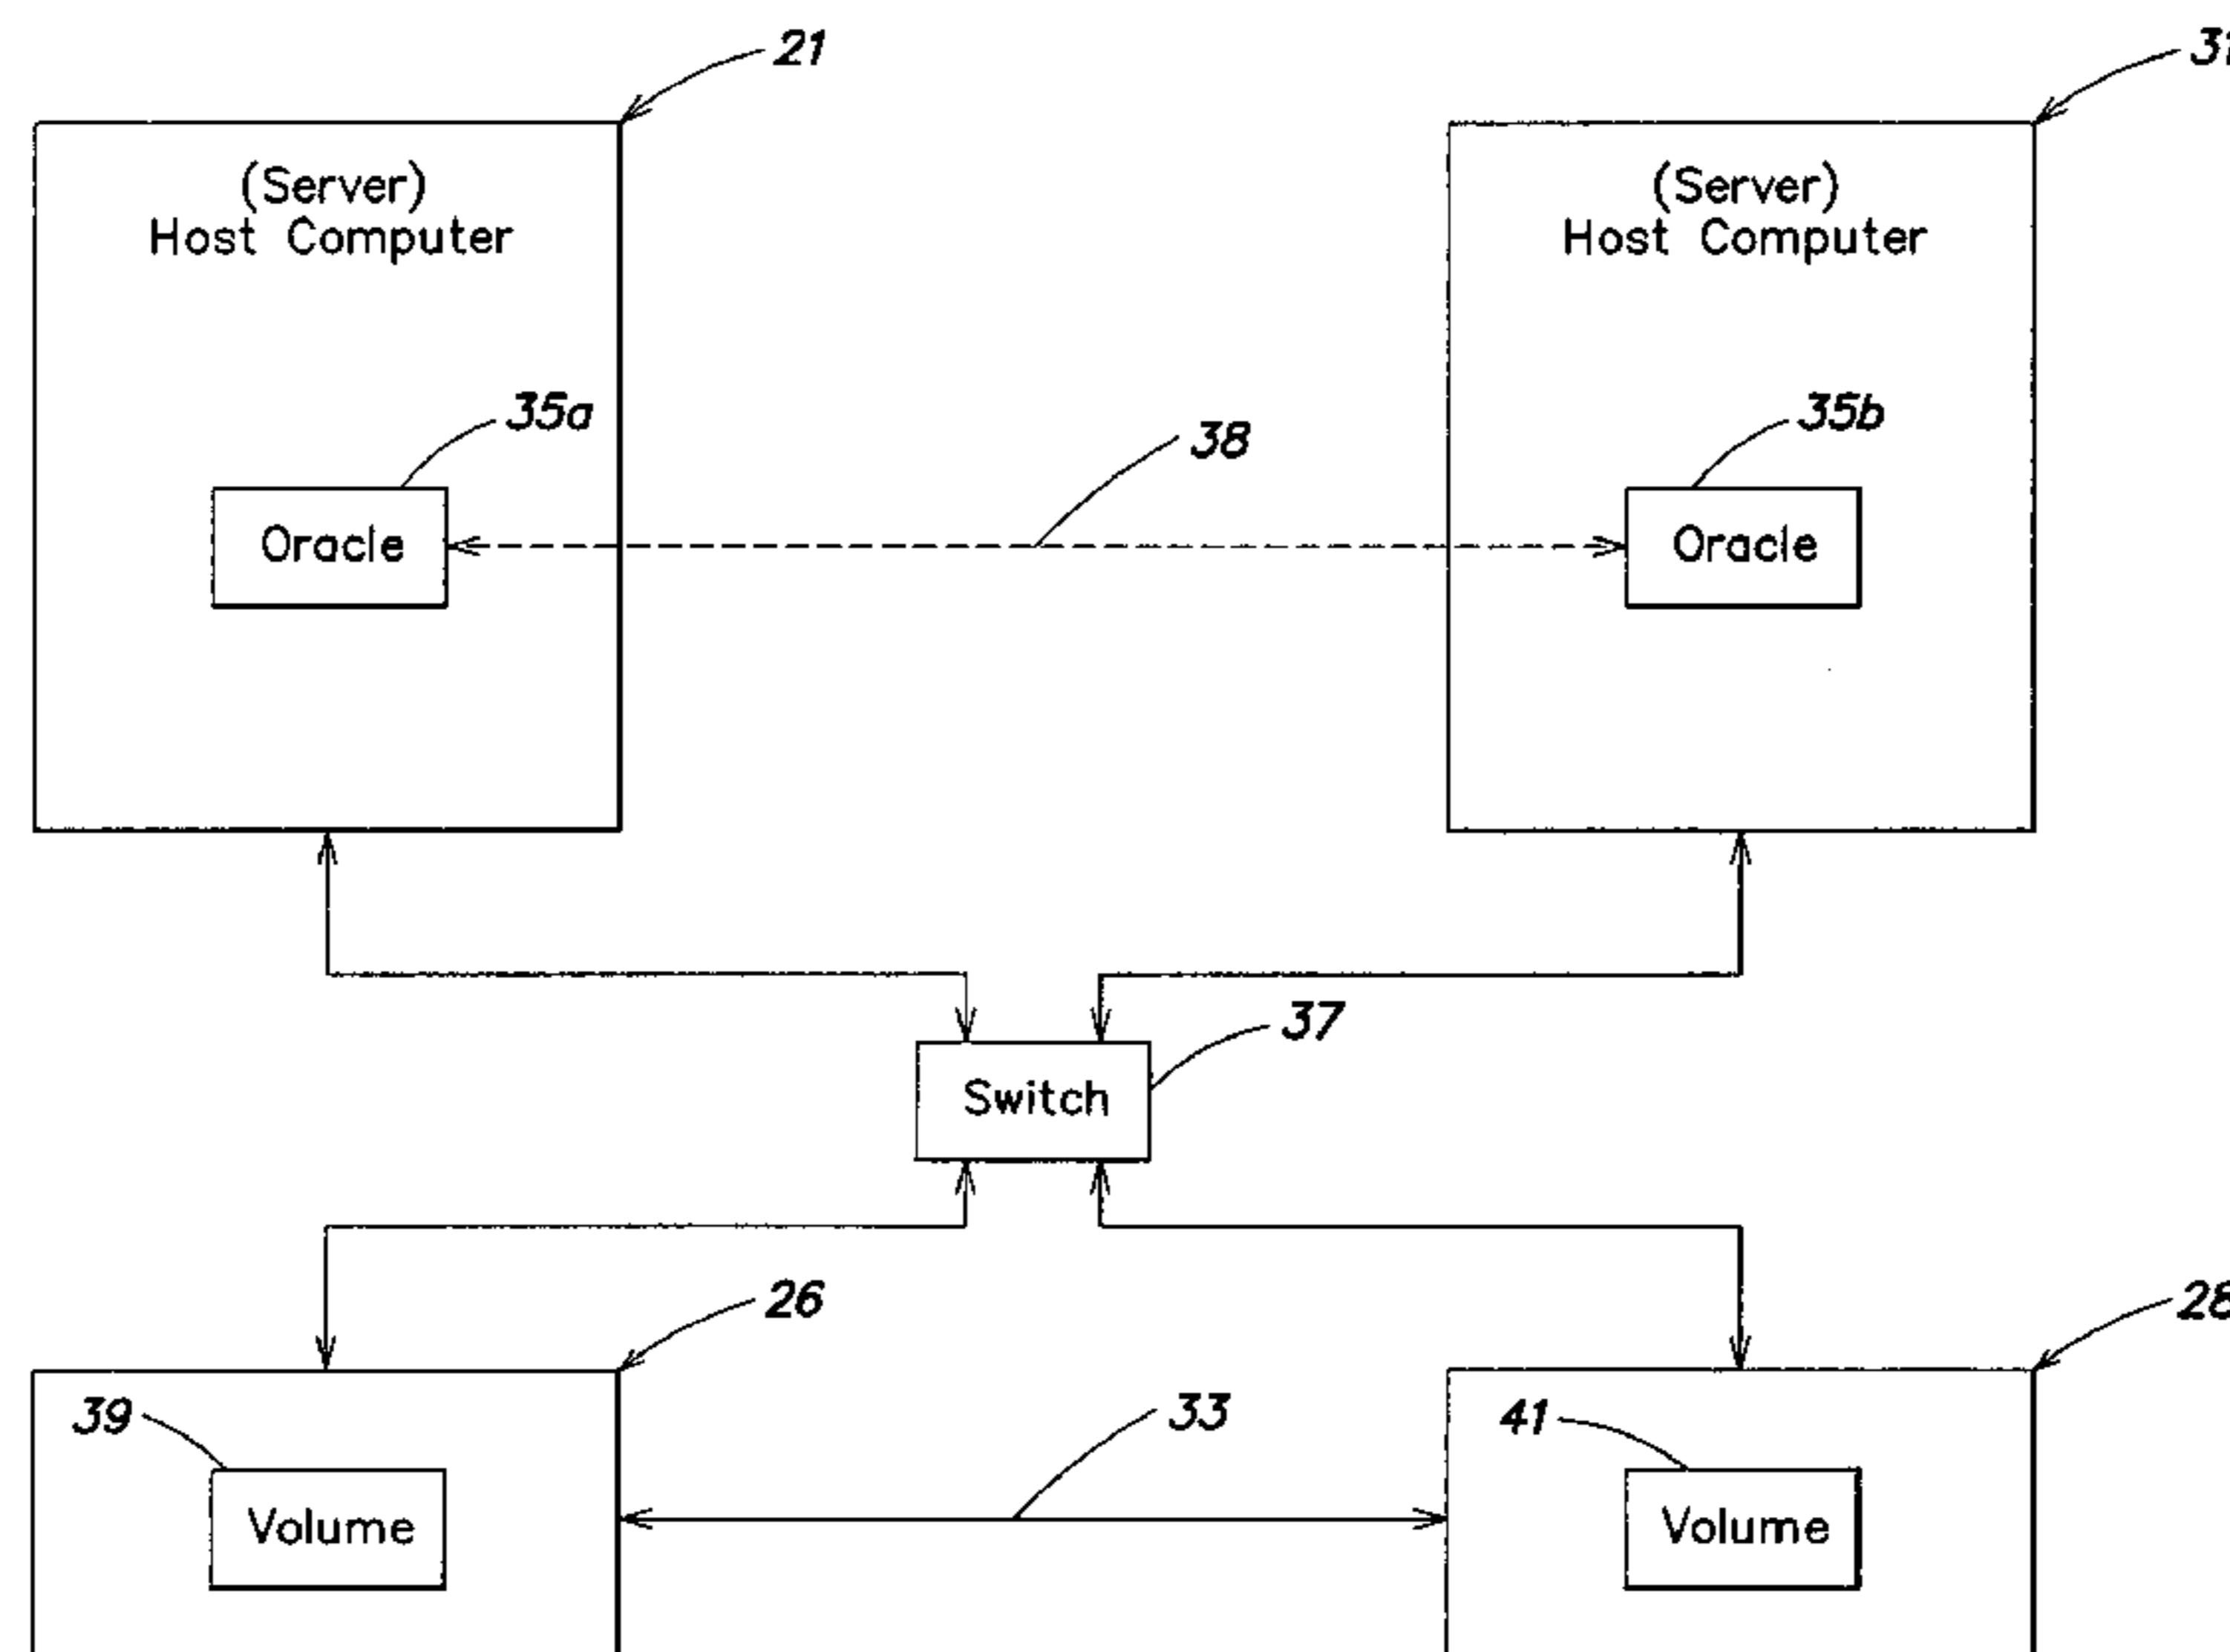 21
31
(Server)
Host Computer
(Server)
Host Computer
35a
38
35b
Oracle
Oracle
37
Switch
26
28
39
33
41
Volume
Volume